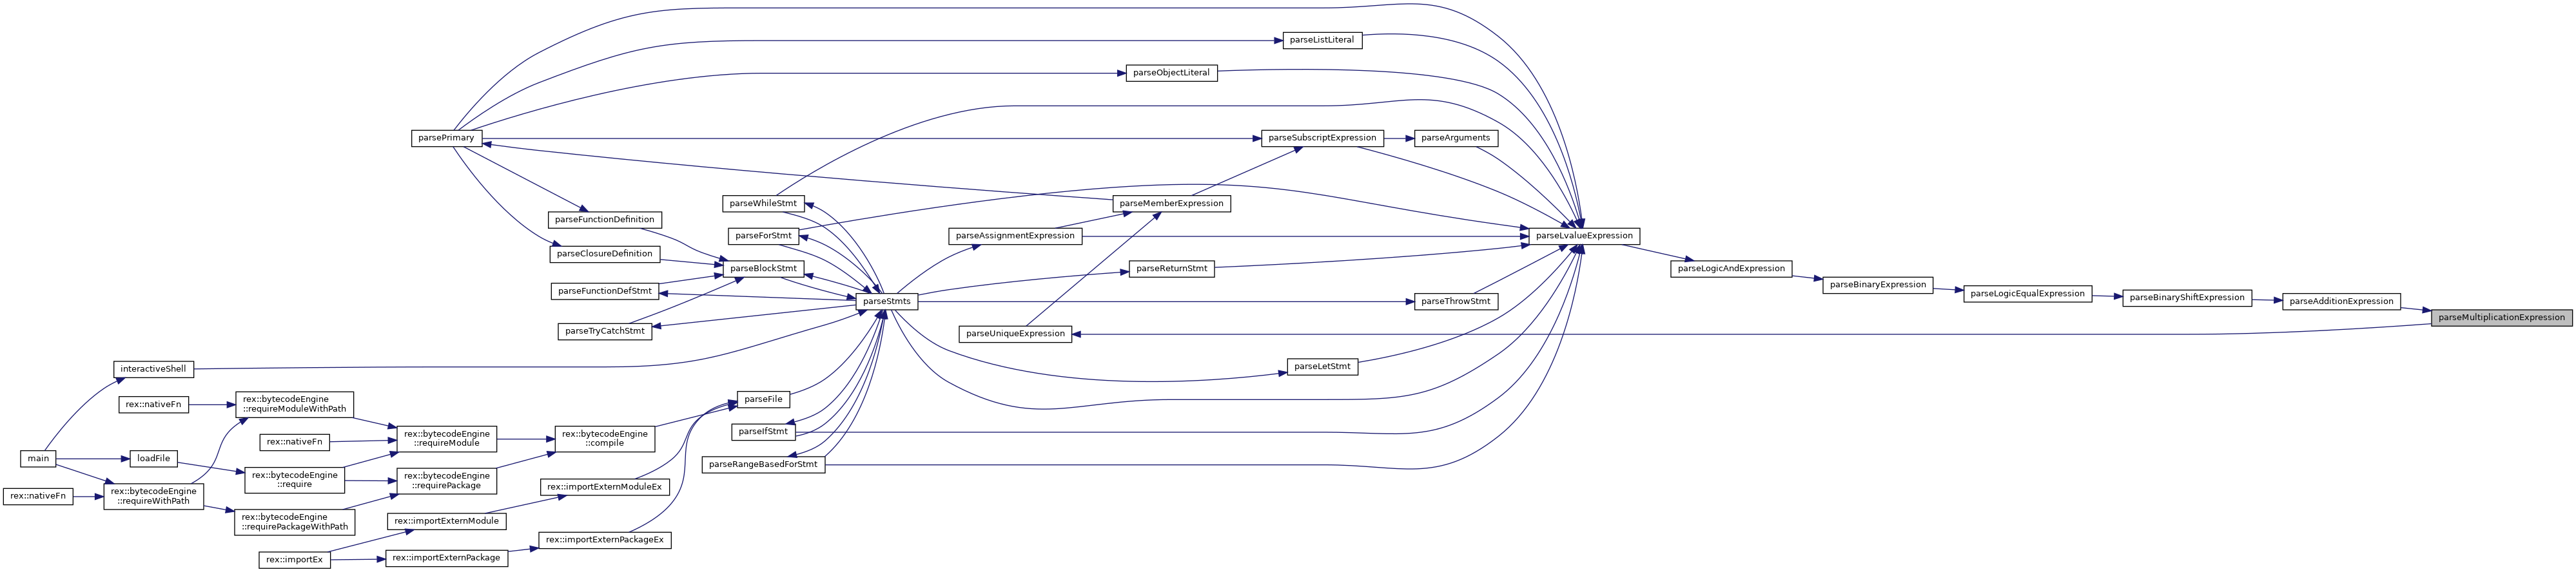 parseListLiteral
parseObjectLiteral
parsePrimary
parseSubscriptExpression
parseArguments
parseWhileStmt
parseMemberExpression
parseFunctionDefinition
parseForStmt
parseAssignmentExpression
parseLvalueExpression
parseClosureDefinition
parseBlockStmt
parseReturnStmt
parseLogicAndExpression
parseBinaryExpression
parseFunctionDefStmt
parseLogicEqualExpression
parseBinaryShiftExpression
parseStmts
parseThrowStmt
parseAdditionExpression
parseMultiplicationExpression
parseTryCatchStmt
parseUniqueExpression
interactiveShell
parseLetStmt
rex::nativeFn
rex::bytecodeEngine
::requireModuleWithPath
parseFile
rex::nativeFn
rex::bytecodeEngine
::requireModule
rex::bytecodeEngine
::compile
parseIfStmt
main
loadFile
parseRangeBasedForStmt
rex::bytecodeEngine
::require
rex::bytecodeEngine
::requirePackage
rex::importExternModuleEx
rex::nativeFn
rex::bytecodeEngine
::requireWithPath
rex::bytecodeEngine
::requirePackageWithPath
rex::importExternModule
rex::importExternPackageEx
rex::importEx
rex::importExternPackage